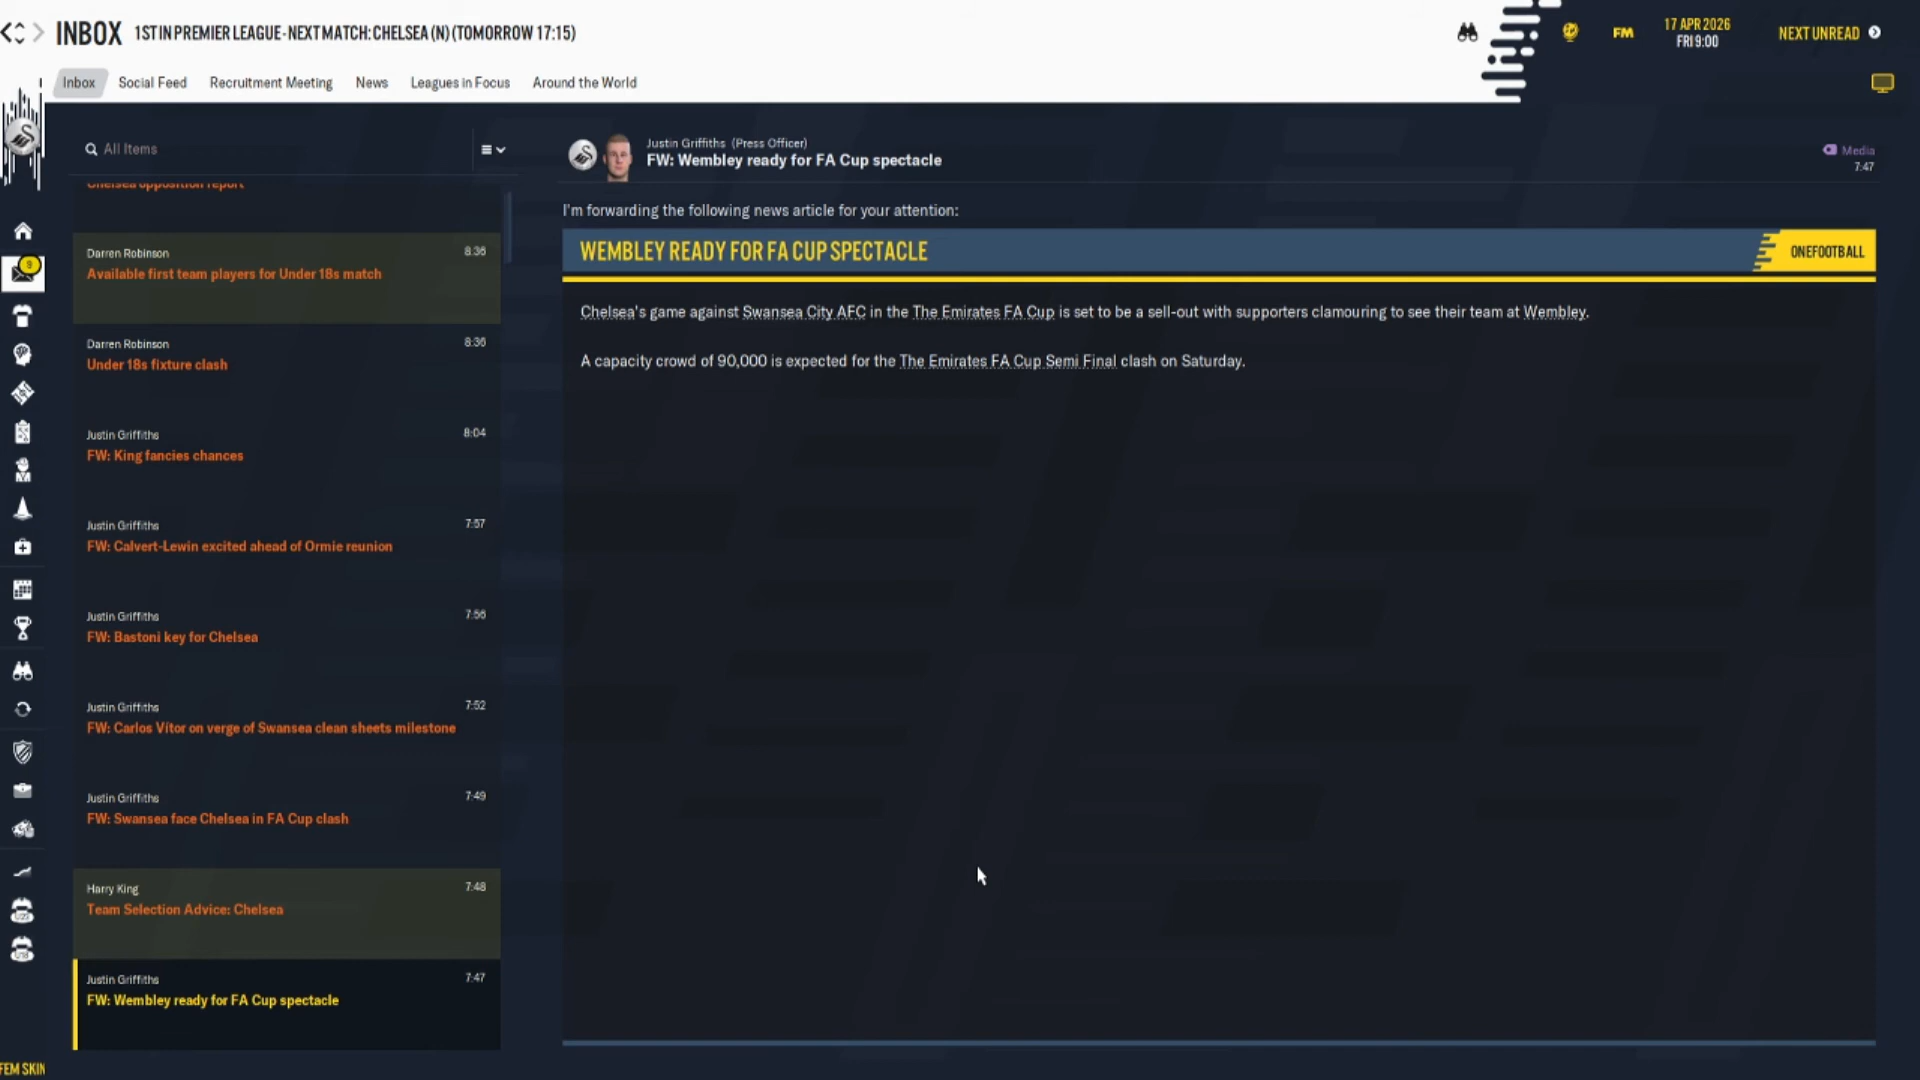 INBOX
1ST IN PREMIER LEAGUE - NEXT MATCH: CHELSEA (N) (TOMORROW 17:15)
FM
17 APR 2026
FRI 9:00
NEXT UNREAD
Inbox
Social Feed
Recruitment Meeting
News
Leagues in Focus
Around the World
All Items
Chelsea opposition report
Darren Robinson
8:36
Available first team players for Under 18s match
Darren Robinson
8:36
Under 18s fixture clash
Justin Griffiths
8:04
FW: King fancies chances
Justin Griffiths
7:57
FW: Calvert-Lewin excited ahead of Ormie reunion
Justin Griffiths
7:56
FW: Bastoni key for Chelsea
Justin Griffiths
7:52
FW: Carlos Vítor on verge of Swansea clean sheets milestone
Justin Griffiths
7:49
FW: Swansea face Chelsea in FA Cup clash
Harry King
7:48
Team Selection Advice: Chelsea
Justin Griffiths
7:47
FW: Wembley ready for FA Cup spectacle
Justin Griffiths (Press Officer)
FW: Wembley ready for FA Cup spectacle
Media
7:47
I'm forwarding the following news article for your attention:
WEMBLEY READY FOR FA CUP SPECTACLE
ONEFOOTBALL
Chelsea's game against Swansea City AFC in the The Emirates FA Cup is set to be a sell-out with supporters clamouring to see their team at Wembley.
A capacity crowd of 90,000 is expected for the The Emirates FA Cup Semi Final clash on Saturday.
FEM SKIN